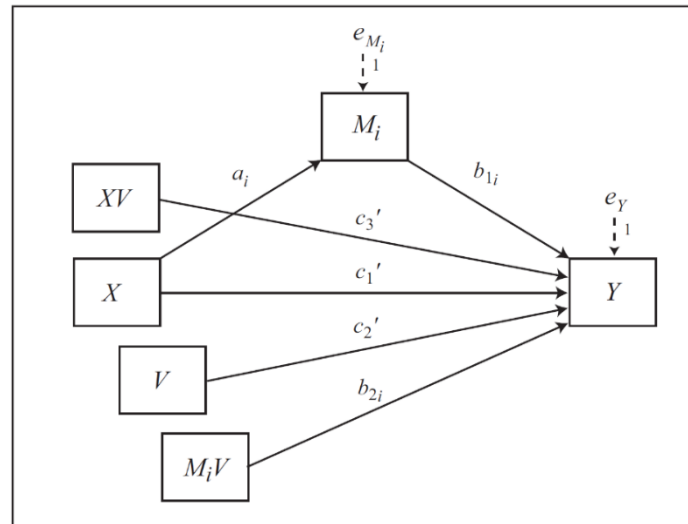 e_{M_i}
1
M_i
a_i
b_{1i}
XV
c_3′
e_Y
1
X
c_1′
Y
c_2′
V
b_{2i}
M_iV